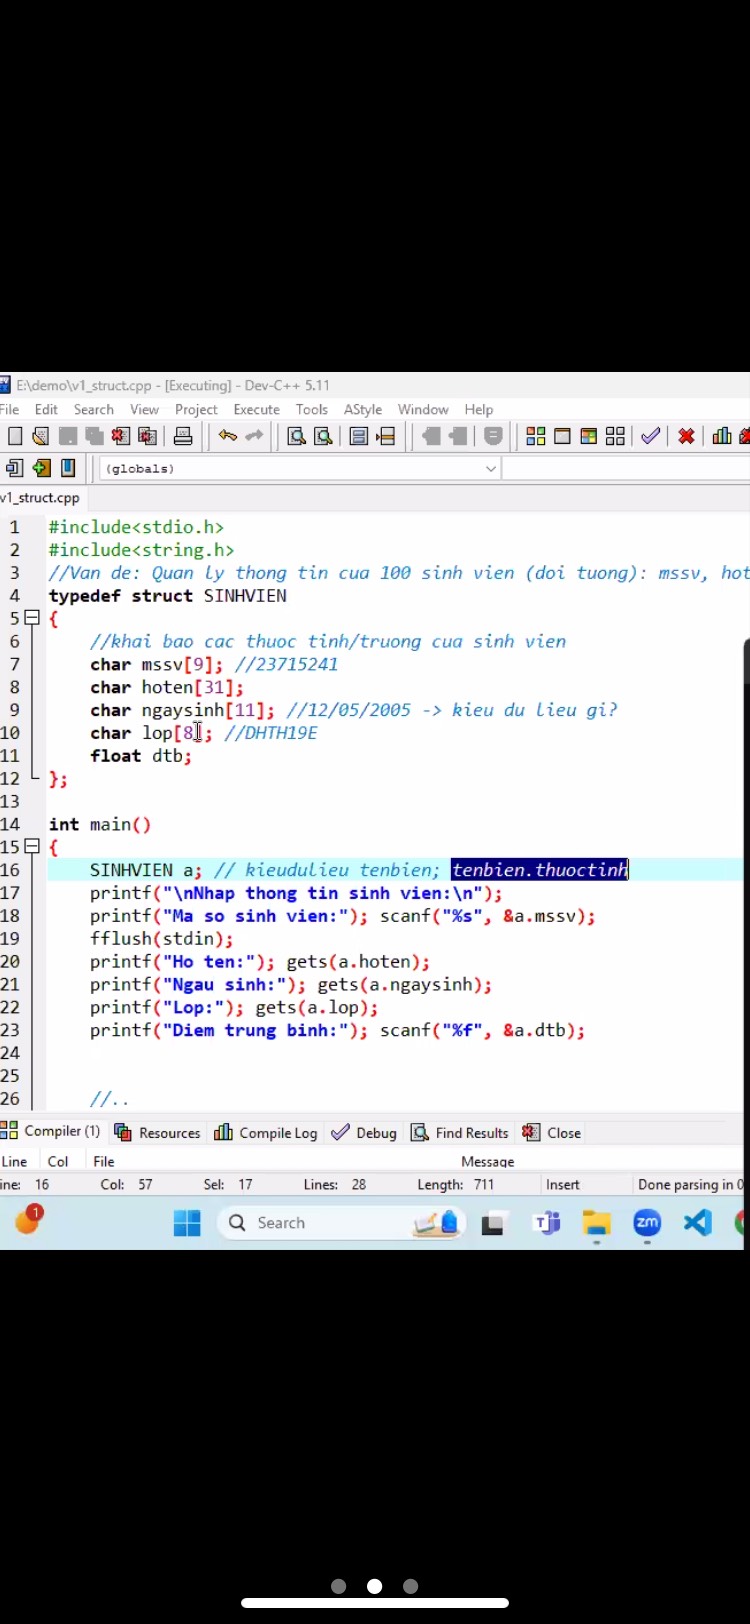 E:\demo\v1_struct.cpp - [Executing] - Dev-C++ 5.11
File Edit Search View Project Execute Tools AStyle Window Help
(globals)
v1_struct.cpp
1 #include<stdio.h>
2 #include<string.h>
3 //Van de: Quan ly thong tin cua 100 sinh vien (doi tuong): mssv, hot
4 typedef struct SINHVIEN
5 {
6 //khai bao cac thuoc tinh/truong cua sinh vien
7 char mssv[9]; //23715241
8 char hoten[31];
9 char ngaysinh[11]; //12/05/2005 -> kieu du lieu gi?
10 char lop[8]; //DHTH19E
11 float dtb;
12 };
13
14 int main()
15 {
16 SINHVIEN a; // kieudulieu tenbien; tenbien.thuoctinh
17 printf("\nNhap thong tin sinh vien:\n");
18 printf("Ma so sinh vien:"); scanf("%s", &a.mssv);
19 fflush(stdin);
20 printf("Ho ten:"); gets(a.hoten);
21 printf("Ngau sinh:"); gets(a.ngaysinh);
22 printf("Lop:"); gets(a.lop);
23 printf("Diem trung binh:"); scanf("%f", &a.dtb);
24
25
26 //..
Compiler (1) Resources Compile Log Debug Find Results Close
Line Col File Message
ine: 16 Col: 57 Sel: 17 Lines: 28 Length: 711 Insert Done parsing in 0
1 Search zm